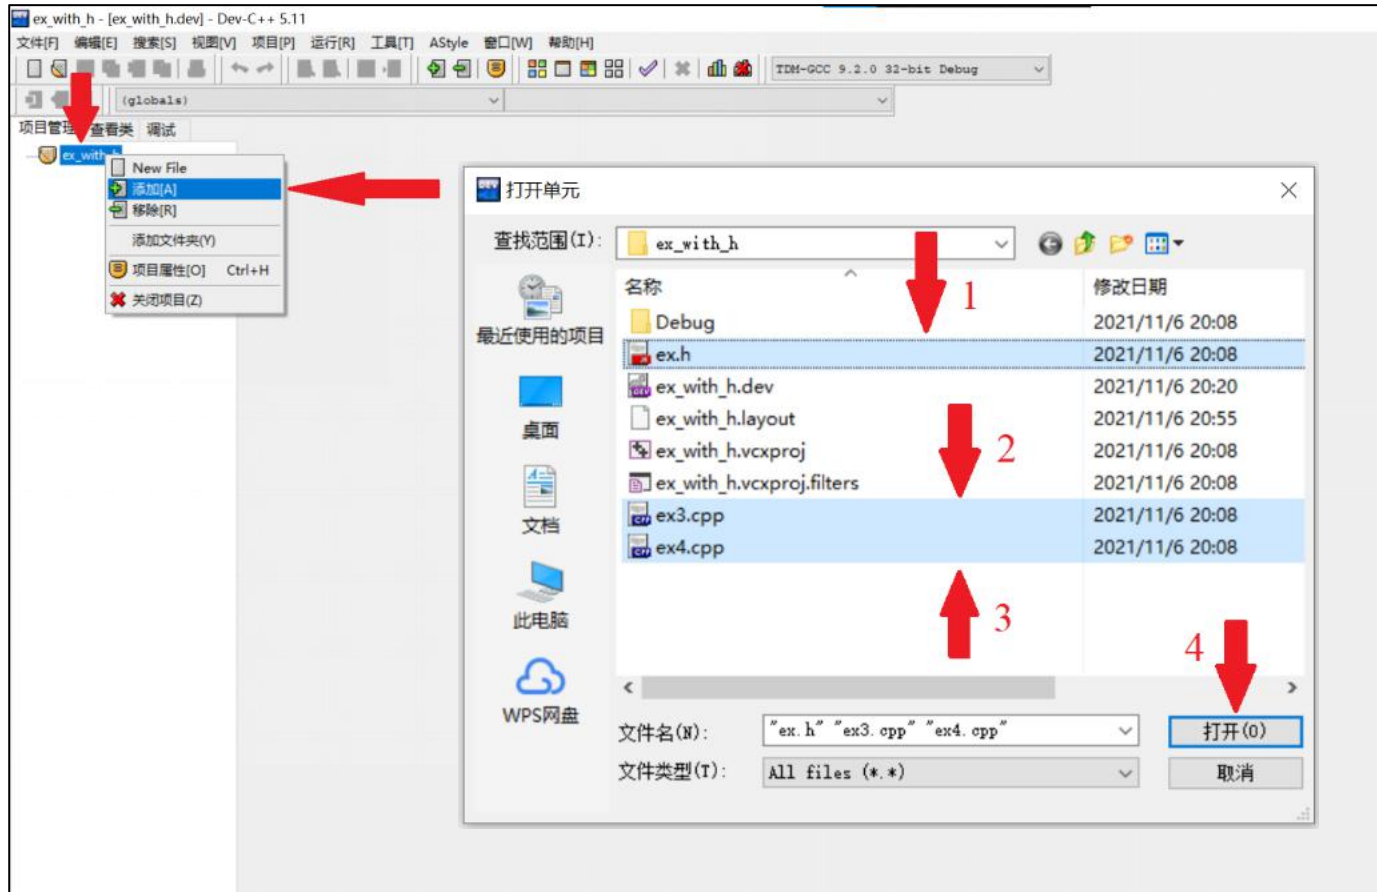 ex_with_h - [ex_with_h.dev] - Dev-C++ 5.11
文件[F] 编辑[E] 搜索[S] 视图[V] 项目[P] 运行[R] 工具[T] AStyle 窗口[W] 帮助[H]
TDM-GCC 9.2.0 32-bit Debug
(globals)
项目管理 查看类 调试
ex_with_h
New File
添加[A]
移除[R]
添加文件夹(Y)
项目属性[O] Ctrl+H
关闭项目(Z)
打开单元
查找范围(I): ex_with_h
名称 修改日期
1
Debug 2021/11/6 20:08
ex.h 2021/11/6 20:08
ex_with_h.dev 2021/11/6 20:20
ex_with_h.layout 2021/11/6 20:55
2
ex_with_h.vcxproj 2021/11/6 20:08
ex_with_h.vcxproj.filters 2021/11/6 20:08
ex3.cpp 2021/11/6 20:08
ex4.cpp 2021/11/6 20:08
3
4
最近使用的项目
桌面
文档
此电脑
WPS网盘
文件名(N): "ex.h" "ex3.cpp" "ex4.cpp" 打开(O)
文件类型(T): All files (*.*) 取消